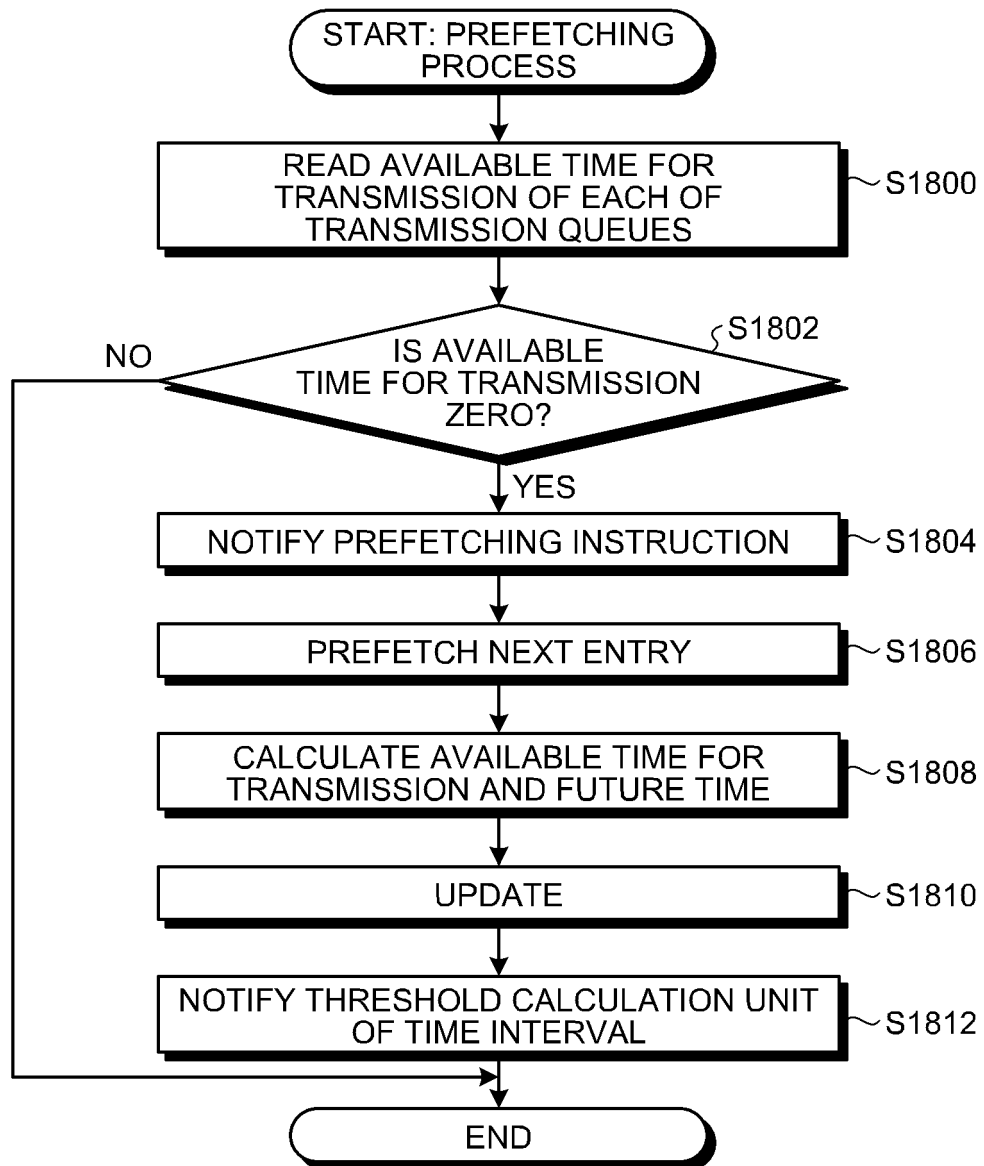 START: PREFETCHING
PROCESS
READ AVAILABLE TIME FOR
TRANSMISSION OF EACH OF
TRANSMISSION QUEUES
S1800
S1802
NO
IS AVAILABLE
TIME FOR TRANSMISSION
ZERO?
YES
NOTIFY PREFETCHING INSTRUCTION
S1804
PREFETCH NEXT ENTRY
S1806
CALCULATE AVAILABLE TIME FOR
TRANSMISSION AND FUTURE TIME
S1808
UPDATE
S1810
NOTIFY THRESHOLD CALCULATION UNIT
OF TIME INTERVAL
S1812
END